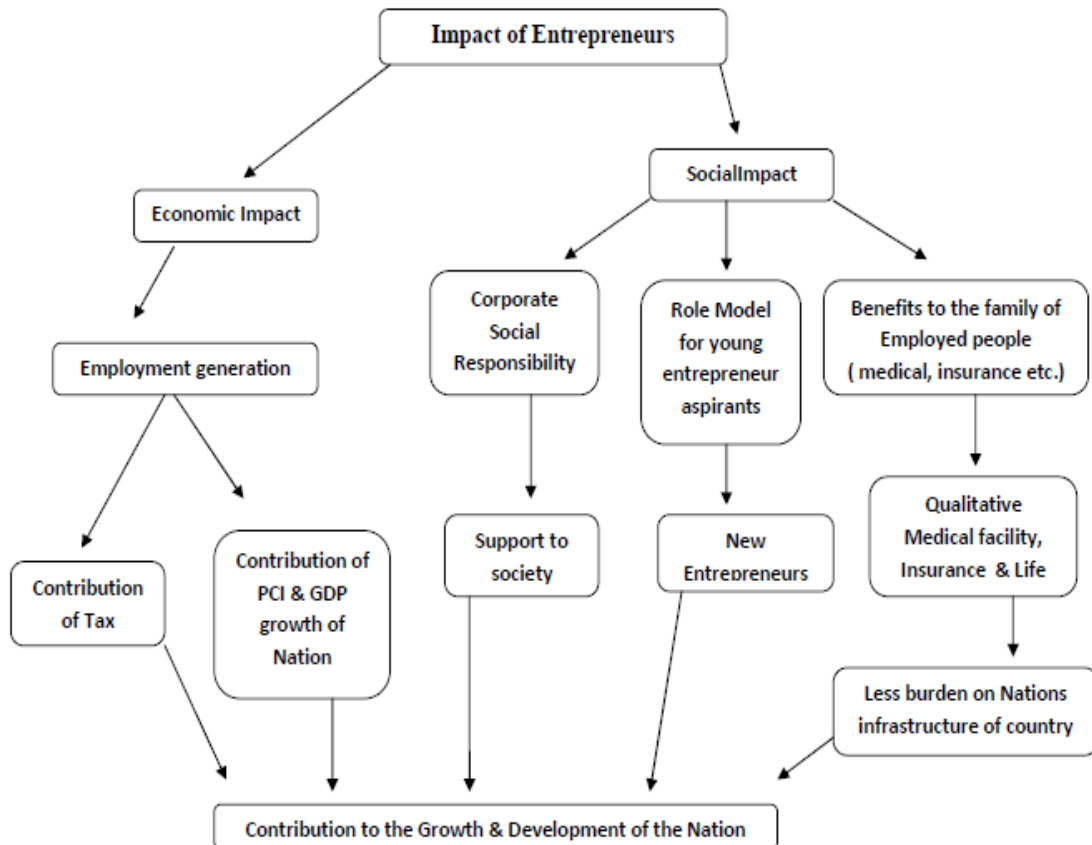 Impact of Entrepreneurs
SocialImpact
Economic Impact
Corporate
Social
Responsibility
Role Model
for young
entrepreneur
aspirants
Benefits to the family of
Employed people
( medical, insurance etc.)
Employment generation
Contribution
of Tax
Contribution of
PCI & GDP
growth of
Nation
Support to
society
New
Entrepreneurs
Qualitative
Medical facility,
Insurance & Life
Less burden on Nations
infrastructure of country
Contribution to the Growth & Development of the Nation